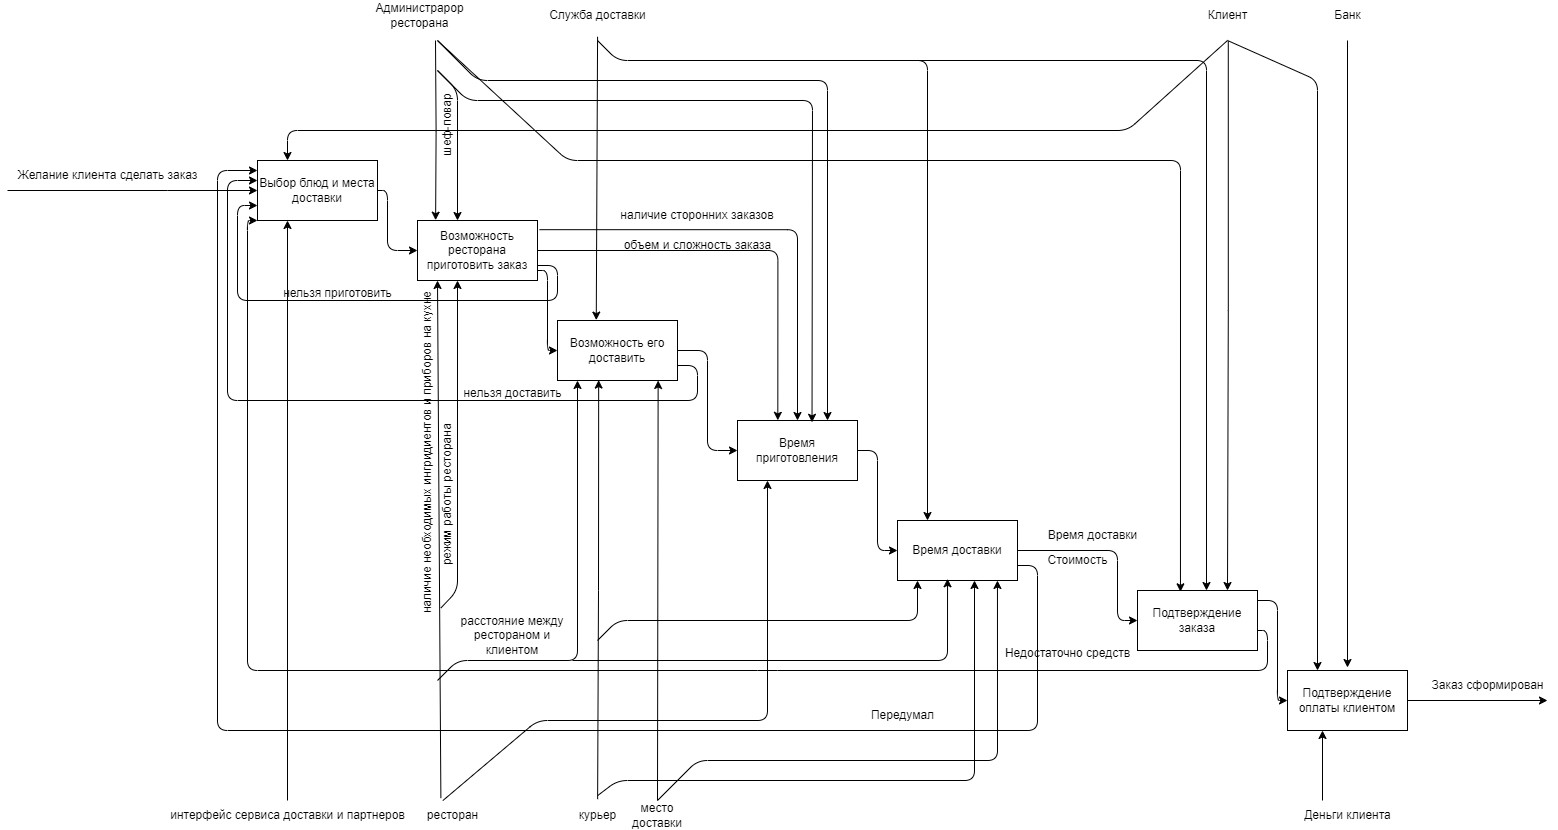 Администрарор
ресторана
Служба доставки
Клиент
Банк
шеф-повар
Желание клиента сделать заказ
Выбор блюд и места
доставки
наличие сторонних заказов
Возможность
ресторана
приготовить заказ
объем и сложность заказа
нельзя приготовить
наличие необходимых ингридиентов и приборов на кухне
Возможность его
доставить
нельзя доставить
режим работы ресторана
Время
приготовления
Время доставки
Время доставки
Стоимость
Подтверждение
заказа
расстояние между
рестораном и
клиентом
Недостаточно средств
Заказ сформирован
Подтверждение
оплаты клиентом
Передумал
интерфейс сервиса доставки и партнеров
ресторан
курьер
место
доставки
Деньги клиента